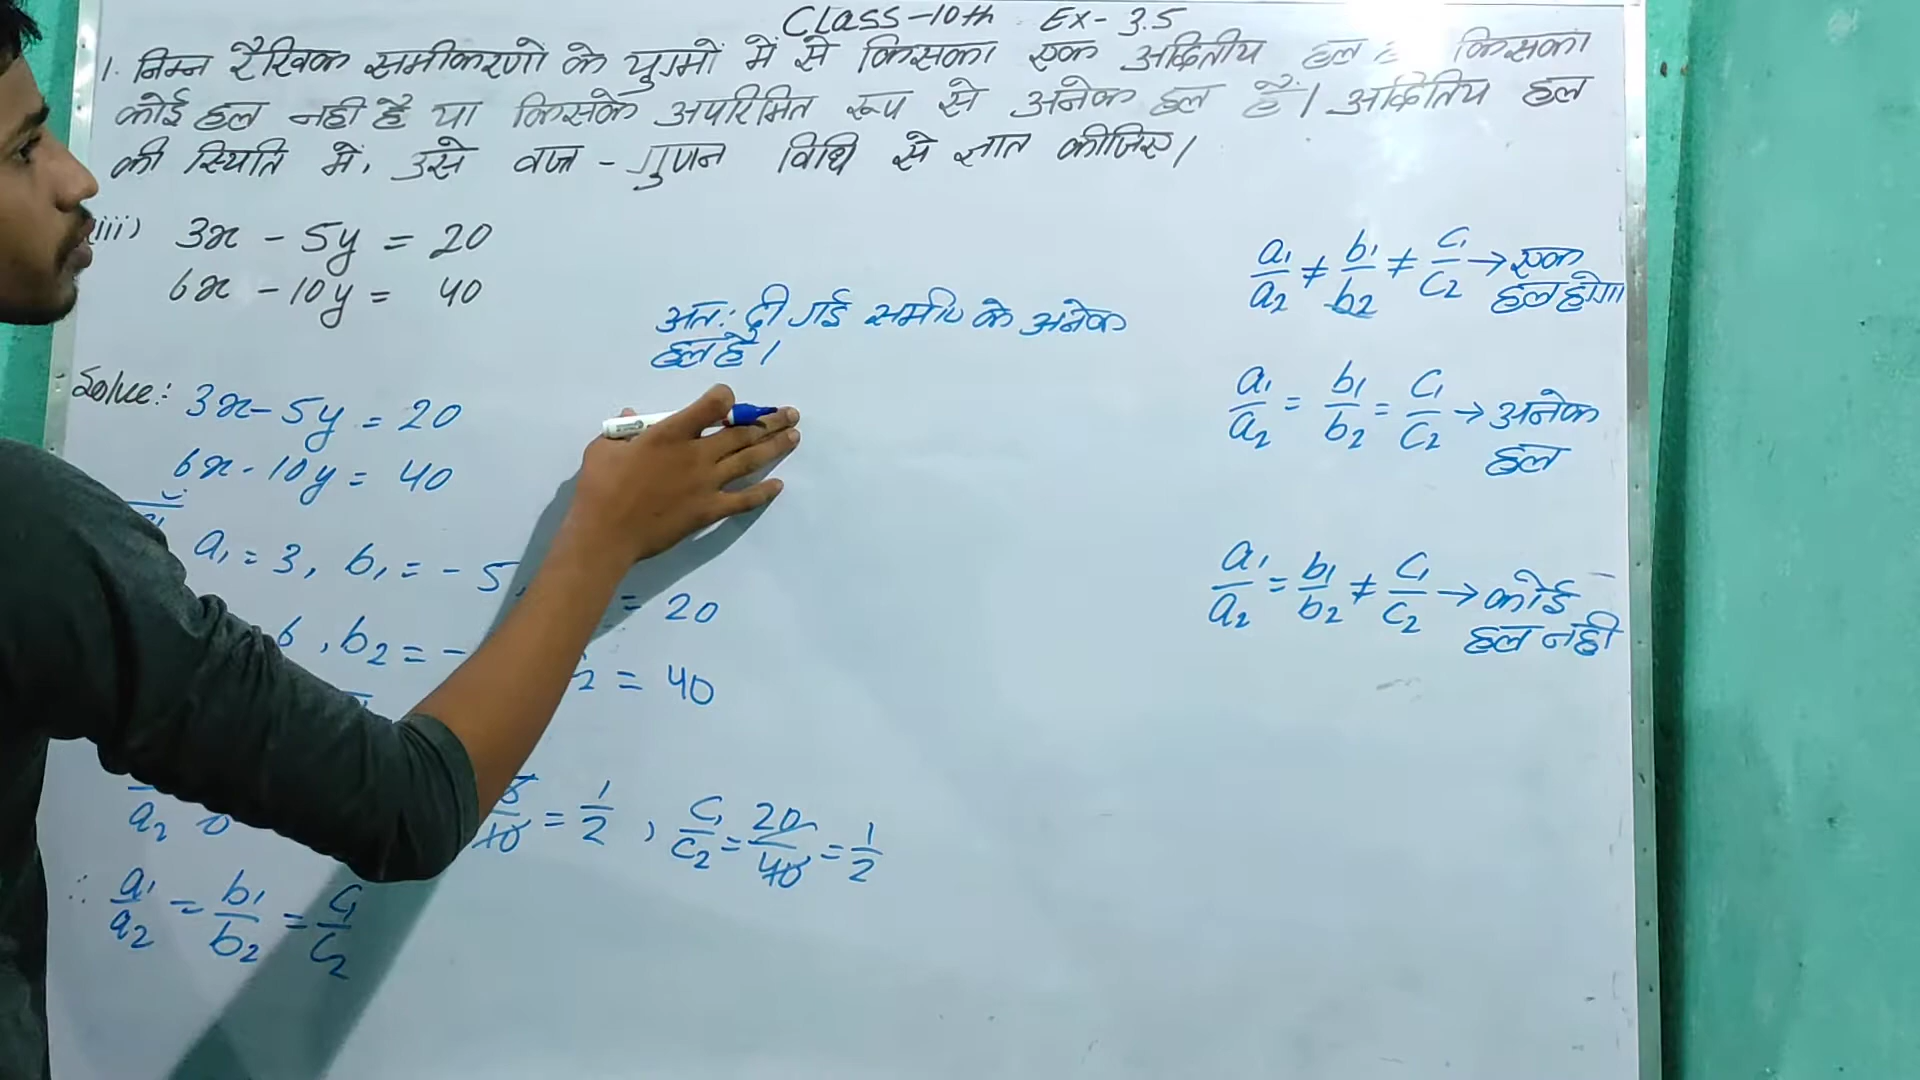 Class-10th Ex- 3.5
1. निम्न रैखिक समीकरणो के युग्मों में से किसका एक अद्वितीय हल है किसका
कोई हल नही है या किसके अपरिमित रूप से अनेक हल हैं। अद्वितिय हल
की स्थिति में, उसे वज्र - गुणन विधि से ज्ञात कीजिए।
(iii) 3x - 5y = 20
6x - 10y = 40
Solve:- 3x - 5y = 20
6x - 10y = 40
a₁ = 3, b₁ = - 5, = 20
6, b₂ = - ₂ = 40
a₂ = 1/2, c₁/c₂ = 20/40 = 1/2
∴ a₁/a₂ = b₁/b₂ = c₁/c₂
अतः दी गई समी० के अनेक
हल है।
a₁/a₂ ≠ b₁/b₂ ≠ c₁/c₂ → एक
हल होगा
a₁/a₂ = b₁/b₂ = c₁/c₂ → अनेक
हल
a₁/a₂ = b₁/b₂ ≠ c₁/c₂ → कोई
हल नही